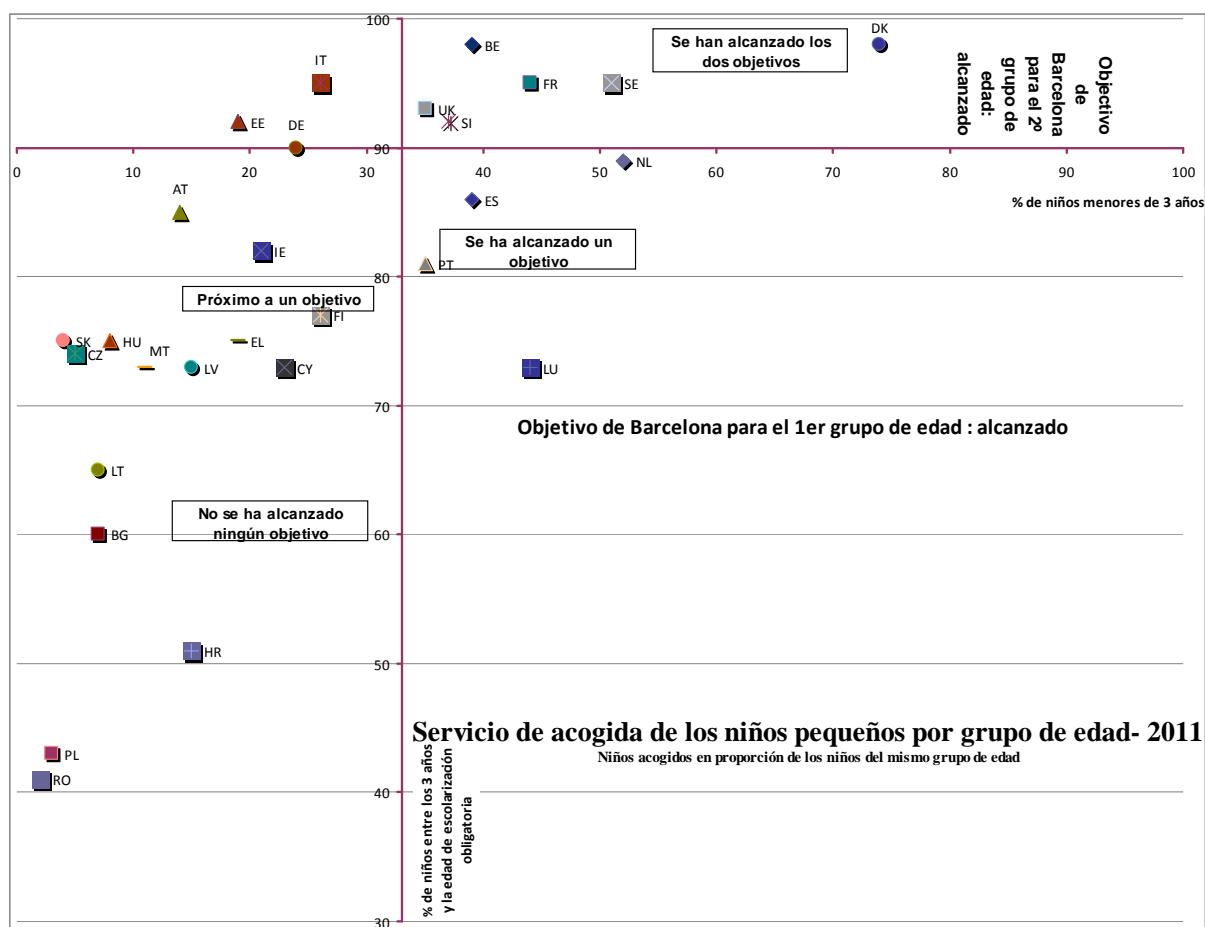 100
Se han alcanzado los
dos objetivos
DK
BE
IT
FR
SE
UK
SI
EE
DE
Objectivo
de
Barcelona
para el 2º
grupo de
edad:
alcanzado
90
NL
0
10
20
30
40
50
60
70
80
90
100
AT
ES
% de niños menores de 3 años
IE
Se ha alcanzado un
objetivo
PT
80
Próximo a un objetivo
FI
SK
HU
EL
CZ
MT
LV
CY
LU
70
Objetivo de Barcelona para el 1er grupo de edad : alcanzado
LT
No se ha alcanzado
ningún objetivo
BG
60
HR
50
Servicio de acogida de los niños pequeños por grupo de edad- 2011
Niños acogidos en proporción de los niños del mismo grupo de edad
PL
RO
40
% de niños entre los 3 años
y la edad de escolarización
obligatoria
30